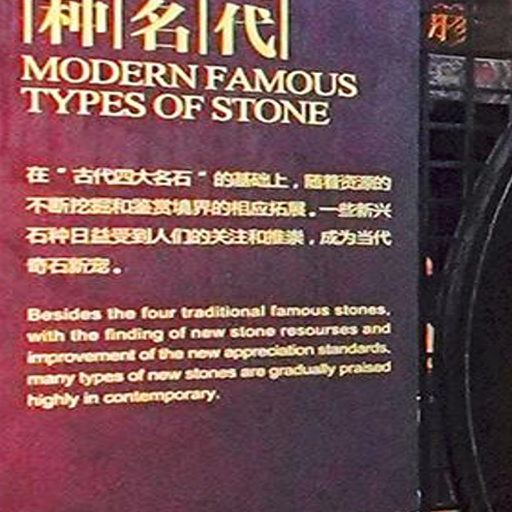 种名代
MODERN FAMOUS
TYPES OF STONE
在“古代四大名石”的基础上，随着资源的
不断挖掘和鉴赏境界的相应拓展。一些新兴
石种日益受到人们的关注和推崇，成为当代
奇石新宠。
Besides the four traditional famous stones,
with the finding of new stone resourses and
improvement of the new appreciation standards,
many types of new stones are gradually praised
highly in contemporary.